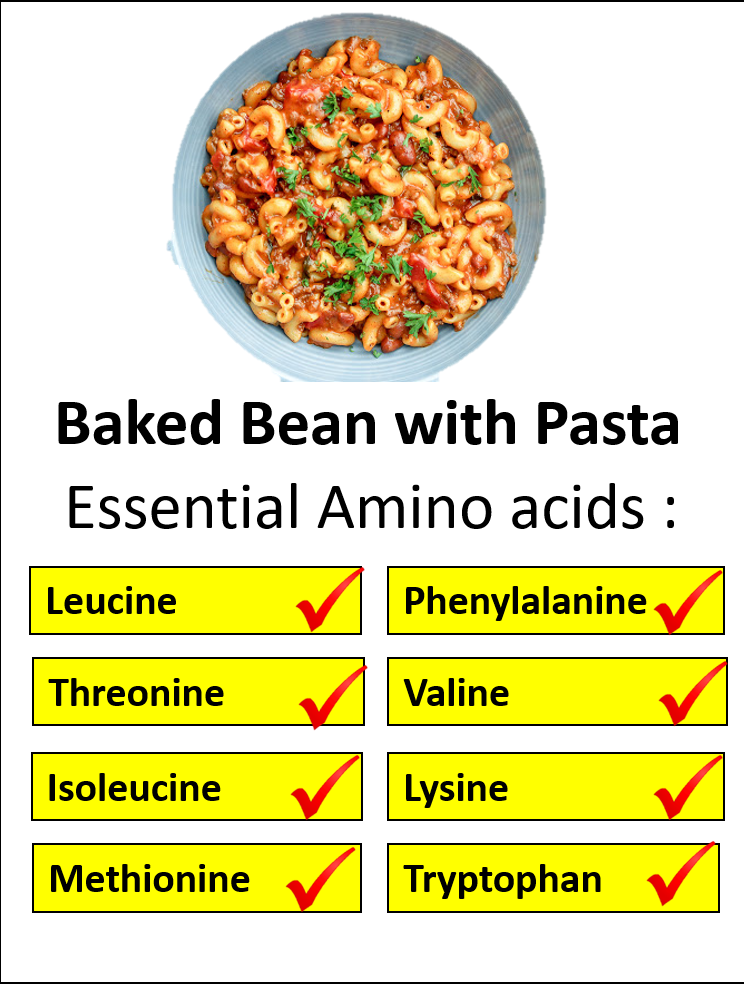 Baked Bean with Pasta
Essential Amino acids :
Leucine
Phenylalanine
Threonine
Valine
Isoleucine
Lysine
Methionine
Tryptophan